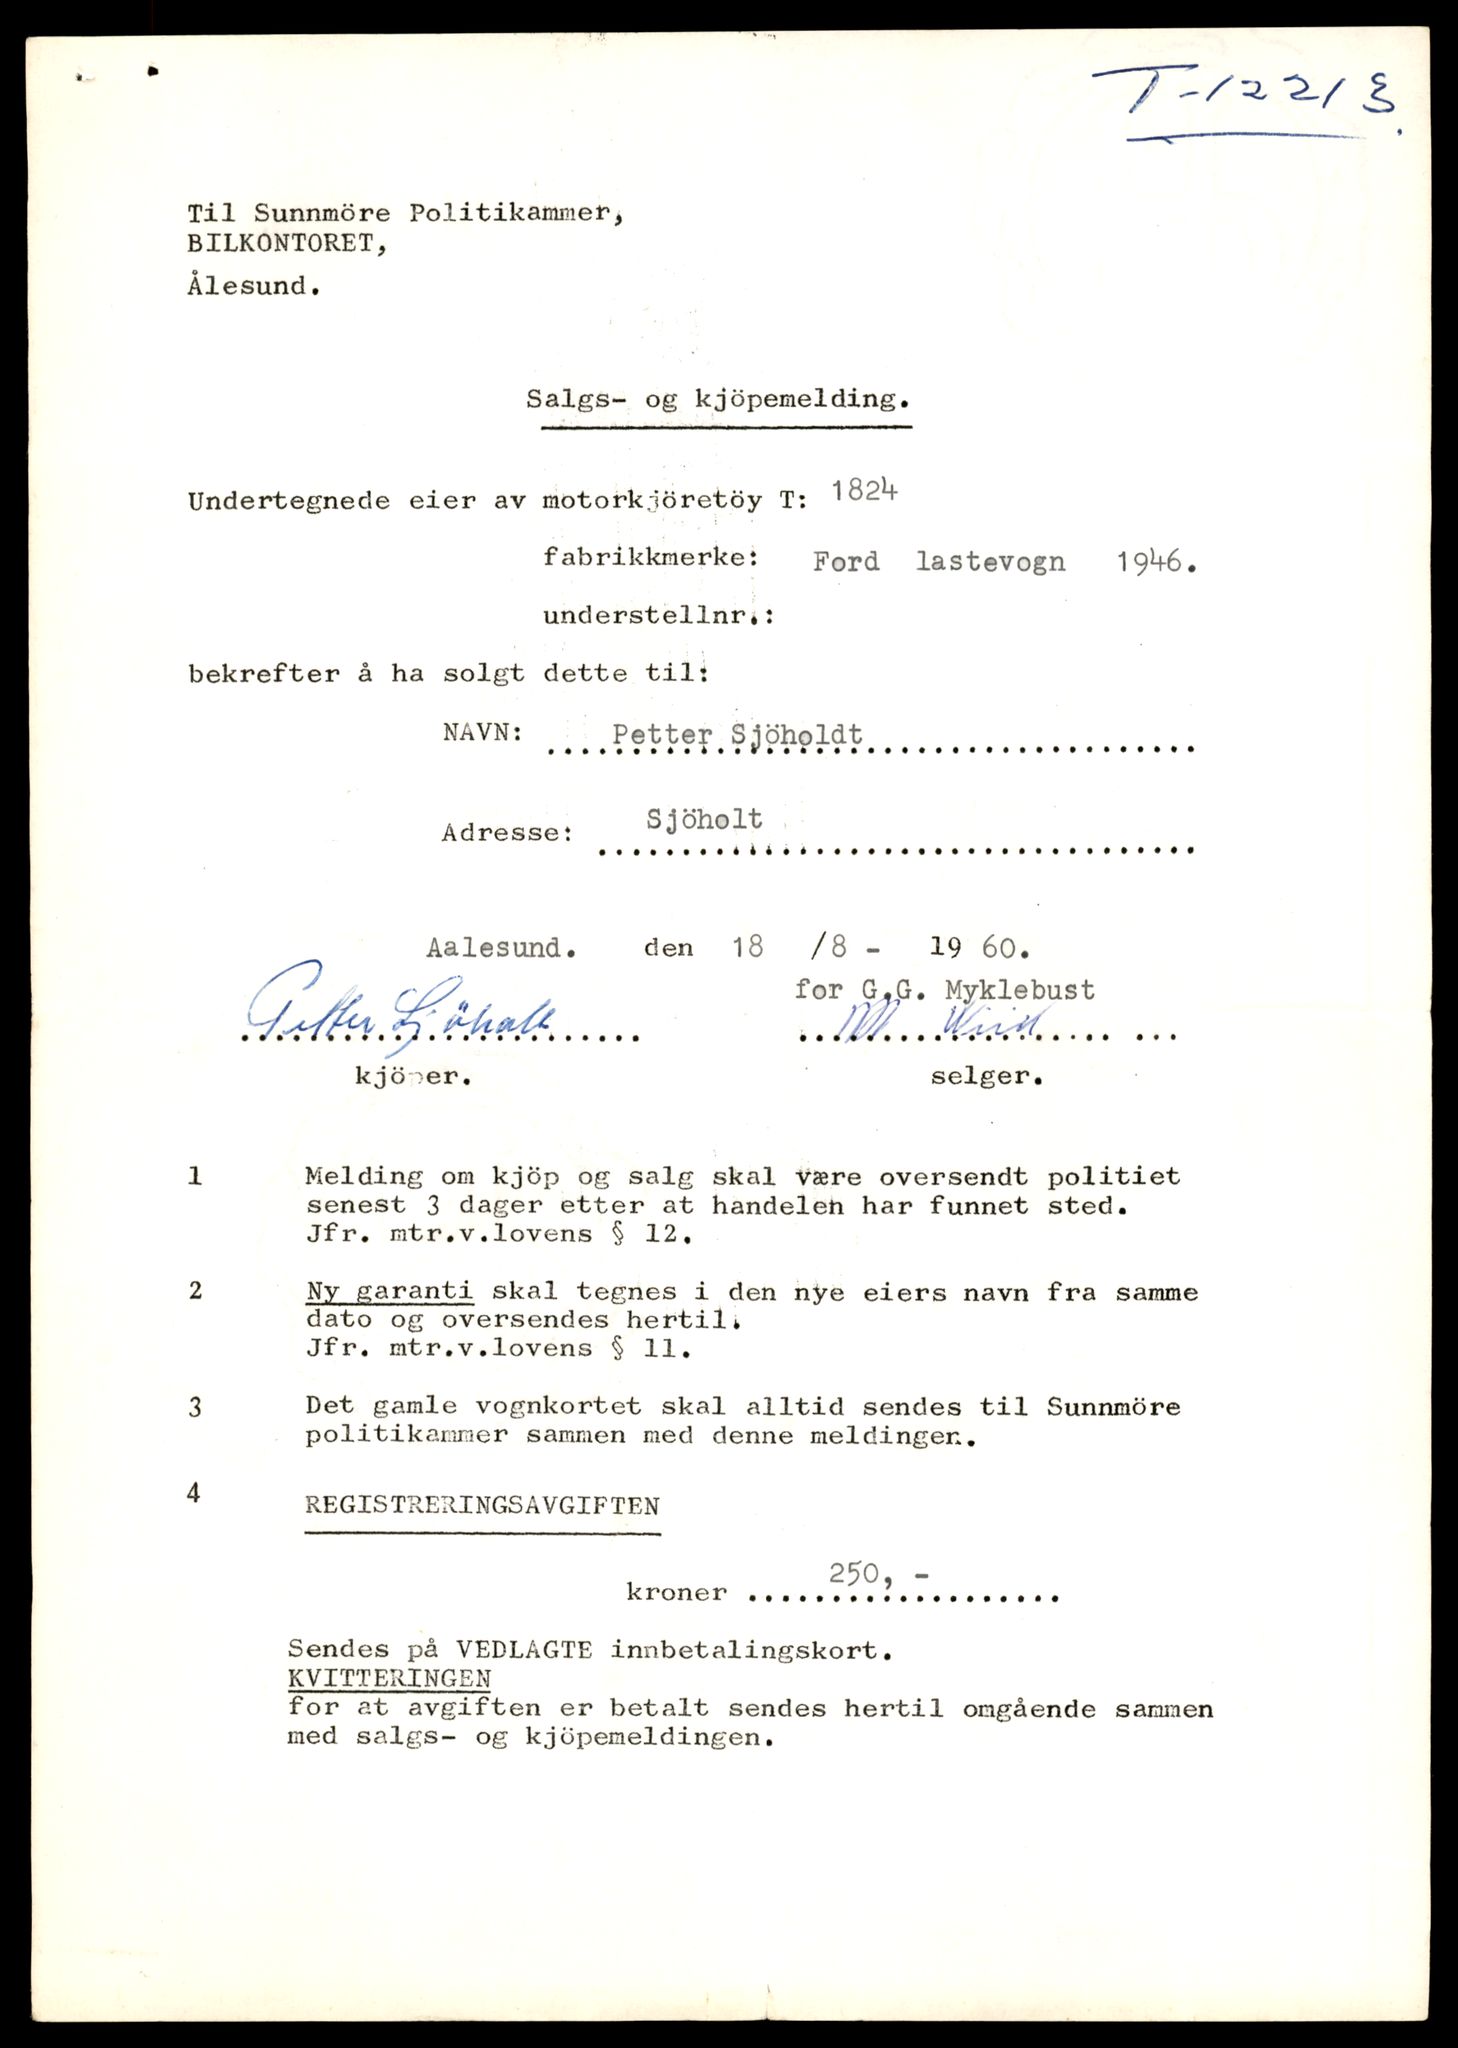 T-12213.
Til Sunnmöre Politikammer,
BILKONTORET,
Ålesund.
Salgs- og kjöpemelding.
Undertegnede eier av motorkjöretöy T: 1824
fabrikkmerke: Ford lastevogn 1946.
understellnr.:
bekrefter å ha solgt dette til:
NAVN: Petter Sjöholdt
Adresse: Sjöholt
Aalesund. den 18 /8 - 19 60.
for G.G. Myklebust
Petter Sjöholt
kjöper. selger.
1 Melding om kjöp og salg skal være oversendt politiet
senest 3 dager etter at handelen har funnet sted.
Jfr. mtr.v.lovens § 12.
2 Ny garanti skal tegnes i den nye eiers navn fra samme
dato og oversendes hertil.
Jfr. mtr.v.lovens § 11.
3 Det gamle vognkortet skal alltid sendes til Sunnmöre
politikammer sammen med denne meldingen.
4 REGISTRERINGSAVGIFTEN
kroner 250,-
Sendes på VEDLAGTE innbetalingskort.
KVITTERINGEN
for at avgiften er betalt sendes hertil omgående sammen
med salgs- og kjöpemeldingen.